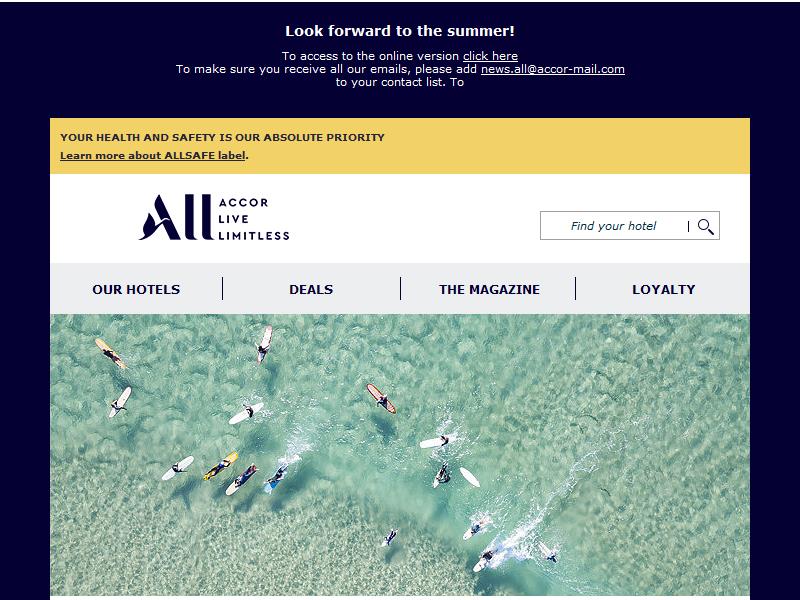 Look forward to the summer!
To access to the online version click here
To make sure you receive all our emails, please add news.all@accor-mail.com
to your contact list. To
YOUR HEALTH AND SAFETY IS OUR ABSOLUTE PRIORITY
Learn more about ALLSAFE label.
All ACCOR
LIVE
LIMITLESS
Find your hotel
OUR HOTELS
DEALS
THE MAGAZINE
LOYALTY